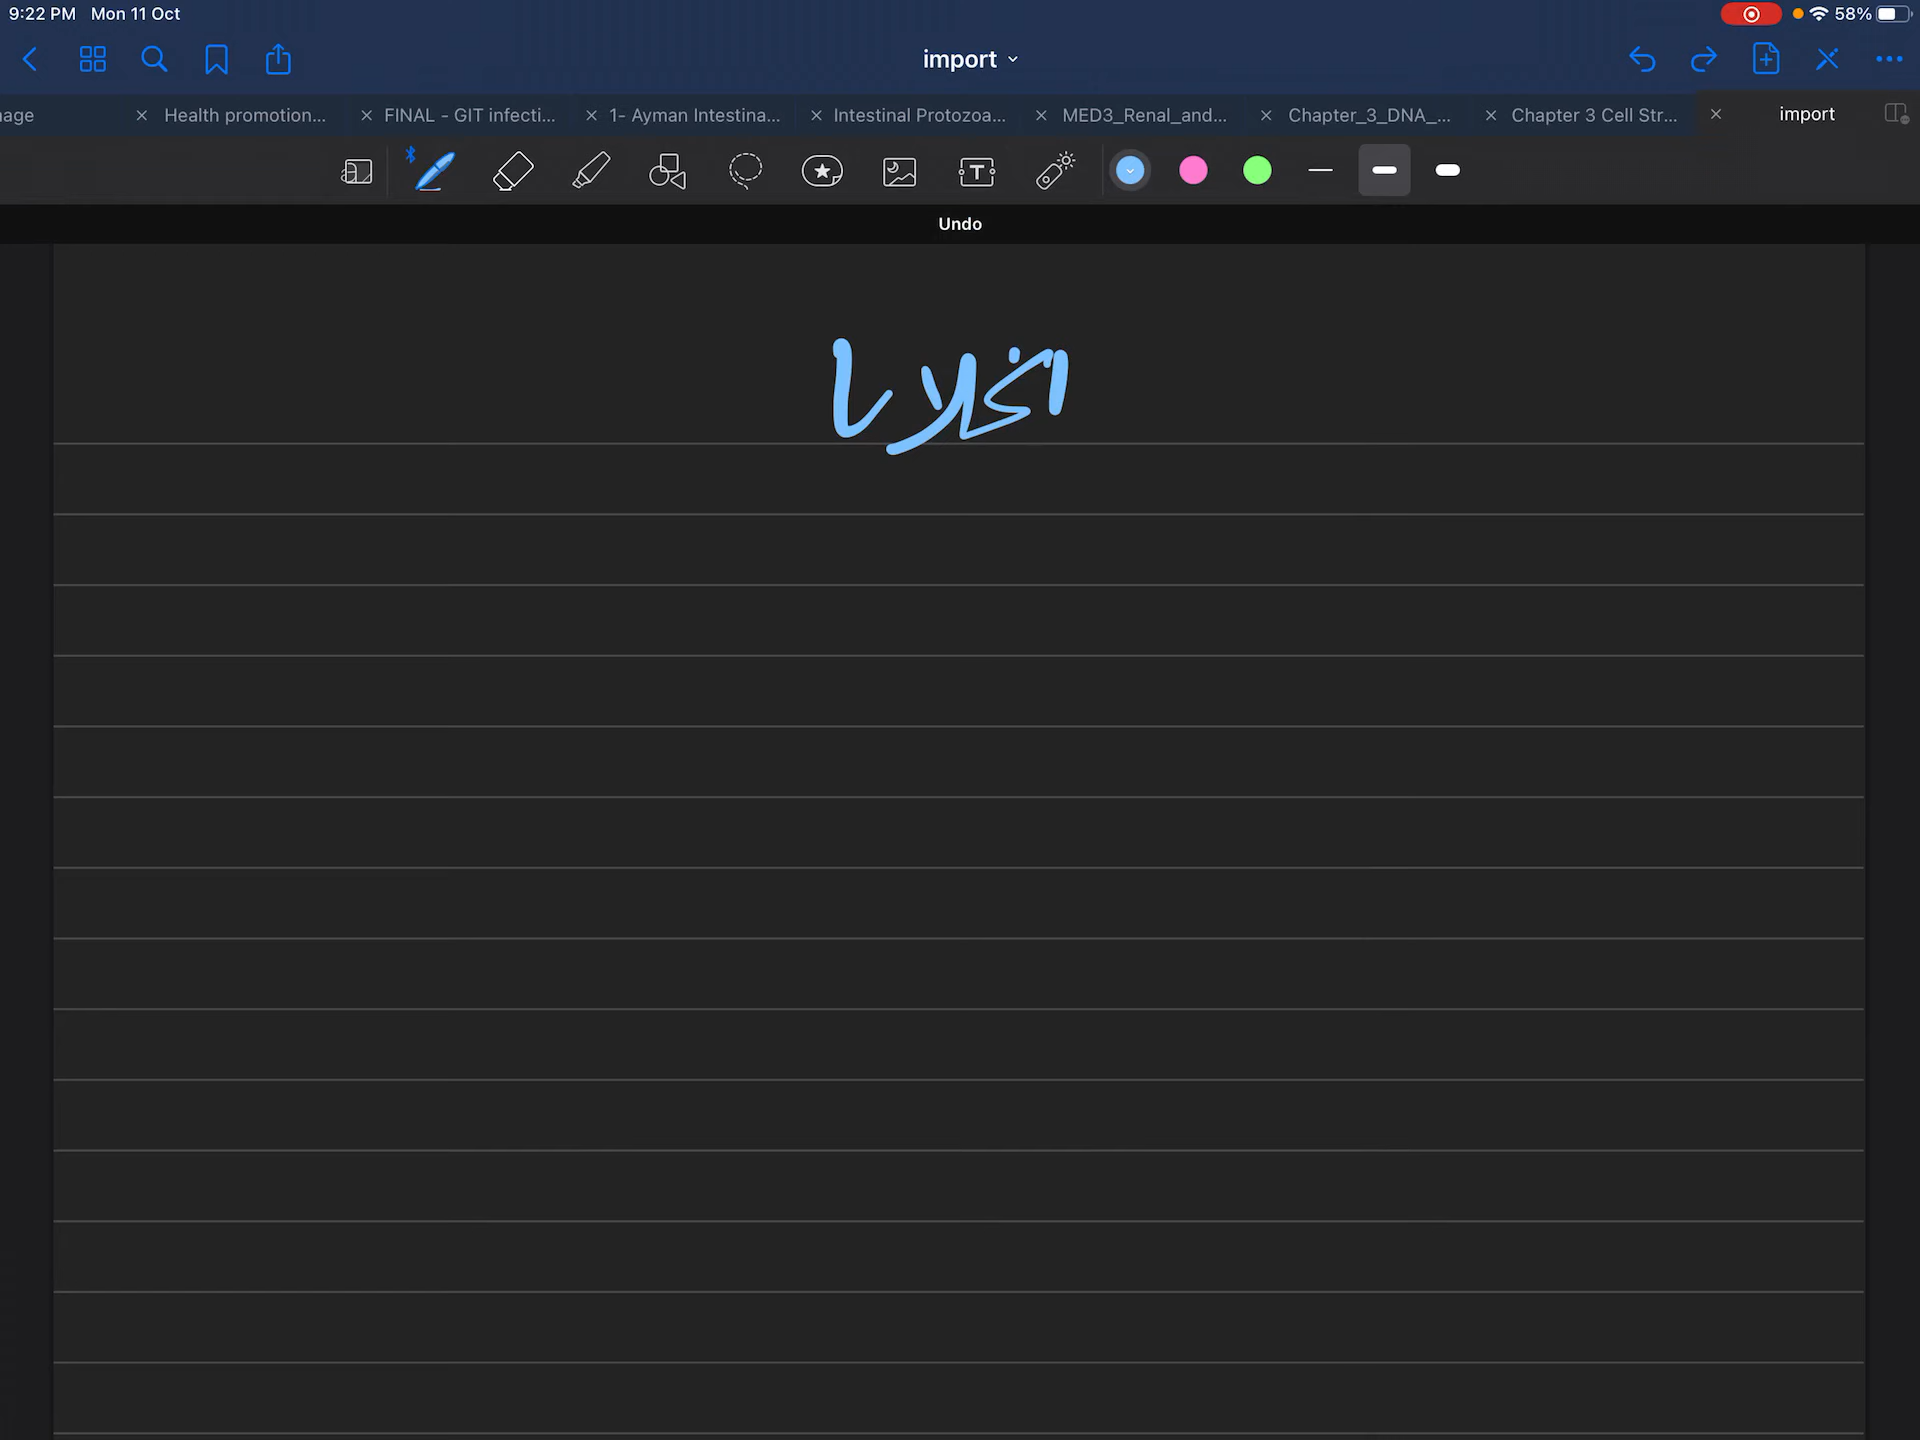 9:22 PM Mon 11 Oct
58%
import
age
Health promotion...
FINAL - GIT infecti...
1- Ayman Intestina...
Intestinal Protozoa...
MED3_Renal_and...
Chapter_3_DNA_...
Chapter 3 Cell Str...
import
Undo